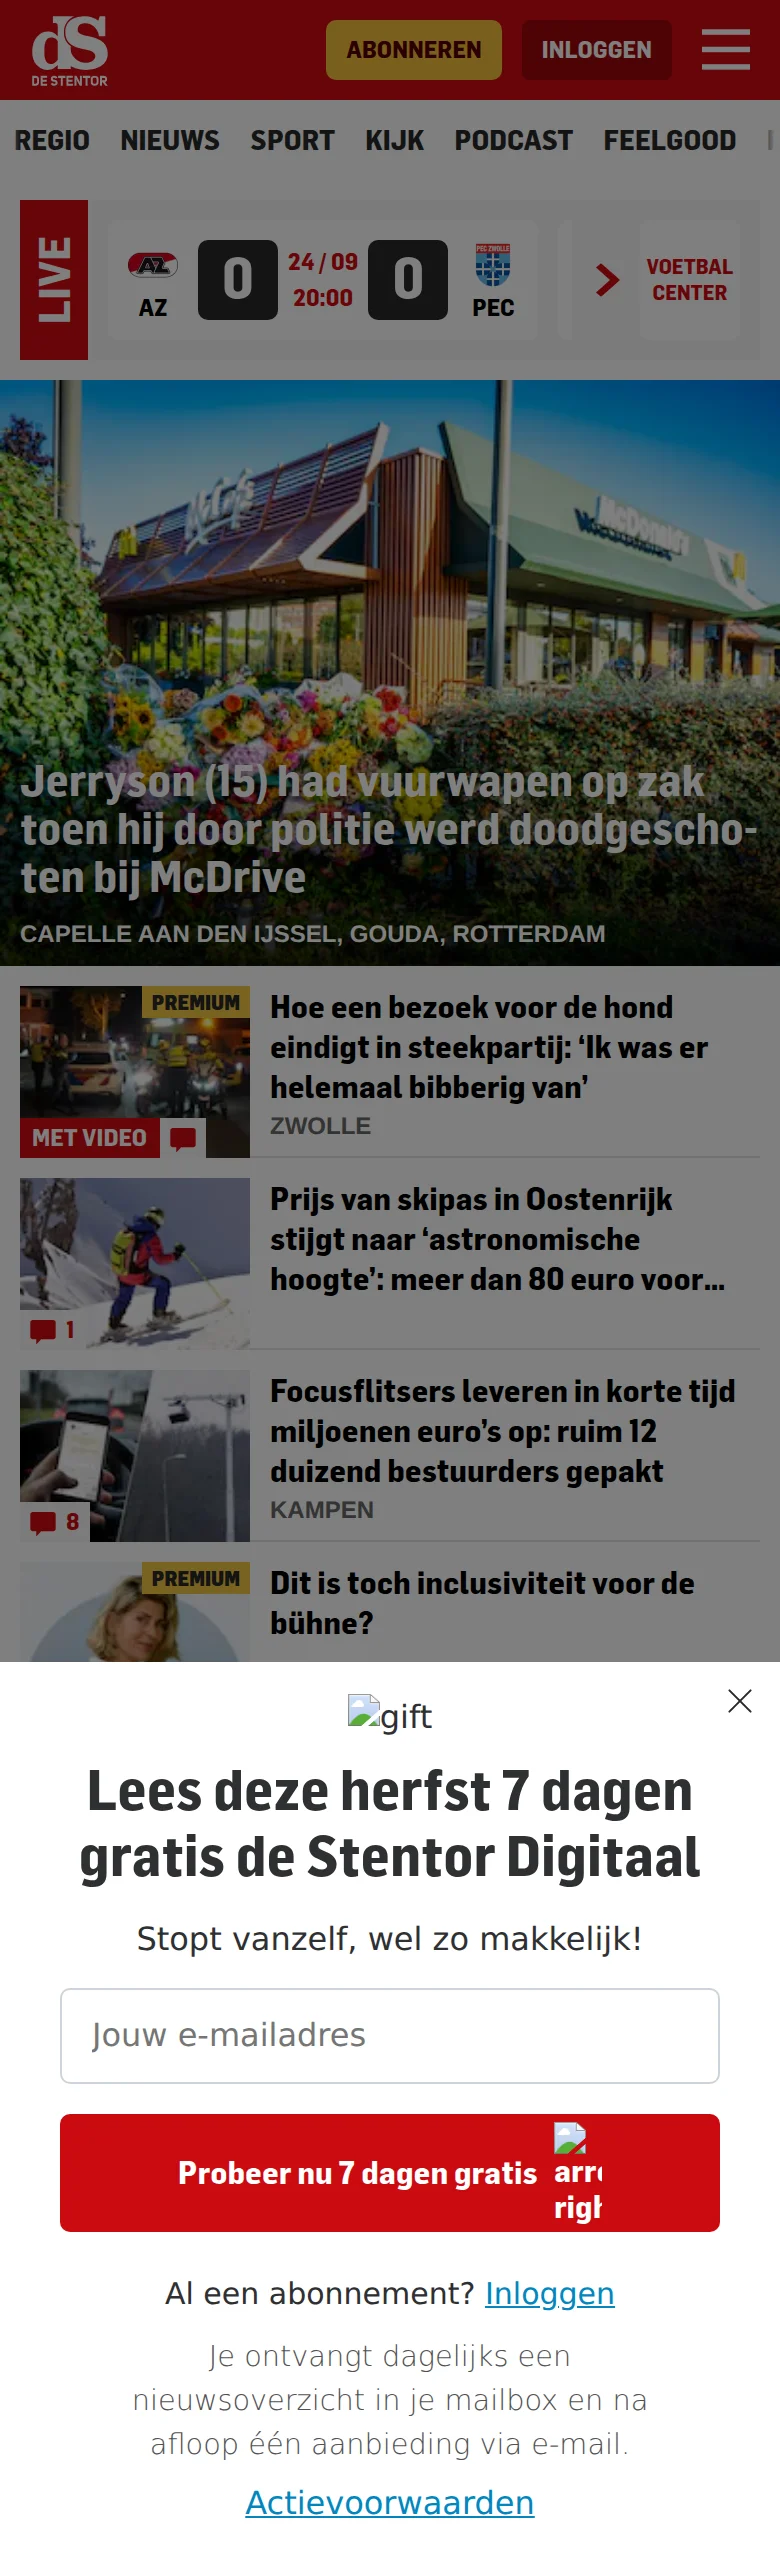 dS
DE STENTOR
ABONNEREN
INLOGGEN
REGIO NIEUWS SPORT KIJK PODCAST FEELGOOD
LIVE
AZ
0
24 / 09
20:00
0
PEC ZWOLLE
PEC
VOETBAL
CENTER
McDonald's
Jerryson (15) had vuurwapen op zak
toen hij door politie werd doodgescho-
ten bij McDrive
CAPELLE AAN DEN IJSSEL, GOUDA, ROTTERDAM
PREMIUM
MET VIDEO
Hoe een bezoek voor de hond
eindigt in steekpartij: ‘Ik was er
helemaal bibberig van’
ZWOLLE
1
Prijs van skipas in Oostenrijk
stijgt naar ‘astronomische
hoogte’: meer dan 80 euro voor...
8
Focusflitsers leveren in korte tijd
miljoenen euro’s op: ruim 12
duizend bestuurders gepakt
KAMPEN
PREMIUM
Dit is toch inclusiviteit voor de
bühne?
gift
Lees deze herfst 7 dagen
gratis de Stentor Digitaal
Stopt vanzelf, wel zo makkelijk!
Jouw e-mailadres
Probeer nu 7 dagen gratis
Al een abonnement? Inloggen
Je ontvangt dagelijks een
nieuwsoverzicht in je mailbox en na
afloop één aanbieding via e-mail.
Actievoorwaarden